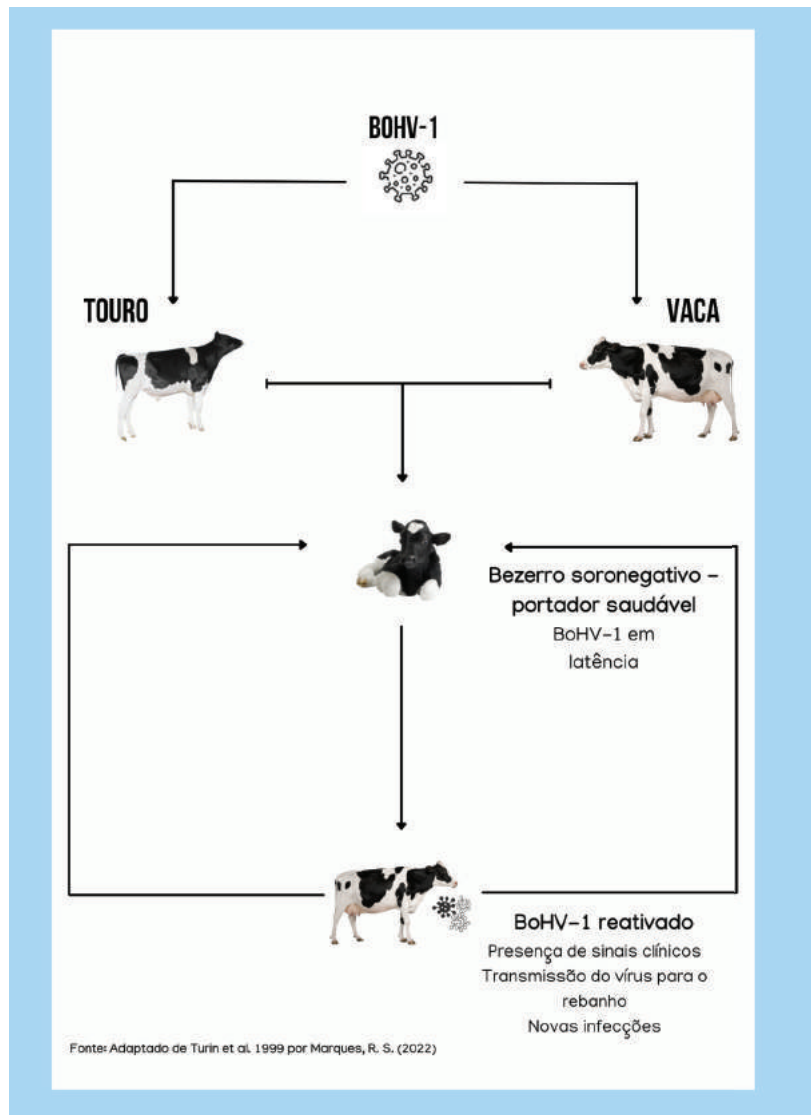 BOHV-1
TOURO
VACA
Bezerro soronegativo –
portador saudável
BoHV-1 em
latência
BoHV-1 reativado
Presença de sinais clínicos
Transmissão do vírus para o
rebanho
Novas infecções
Fonte: Adaptado de Turin et al. 1999 por Marques, R. S. (2022)